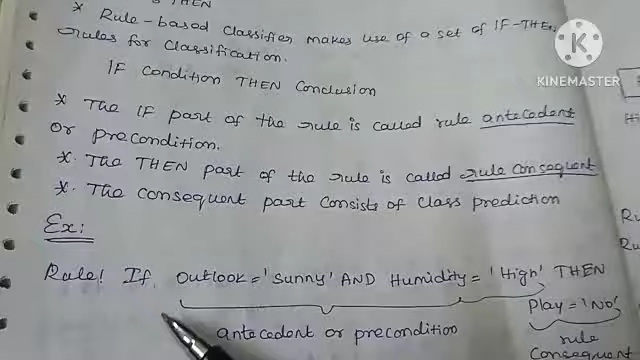 THEN
* Rule-based classifier makes use of a set of IF-THEN
rules for classification.
IF Condition THEN Conclusion
* The IF part of the rule is called rule antecedent
or precondition.
* The THEN part of the rule is called rule consequent
* The consequent part consists of class prediction
Ex:
Rule! If Outlook='Sunny' AND Humidity='High' THEN
Play='No'
antecedent or precondition
rule
consequent
KINEMASTER